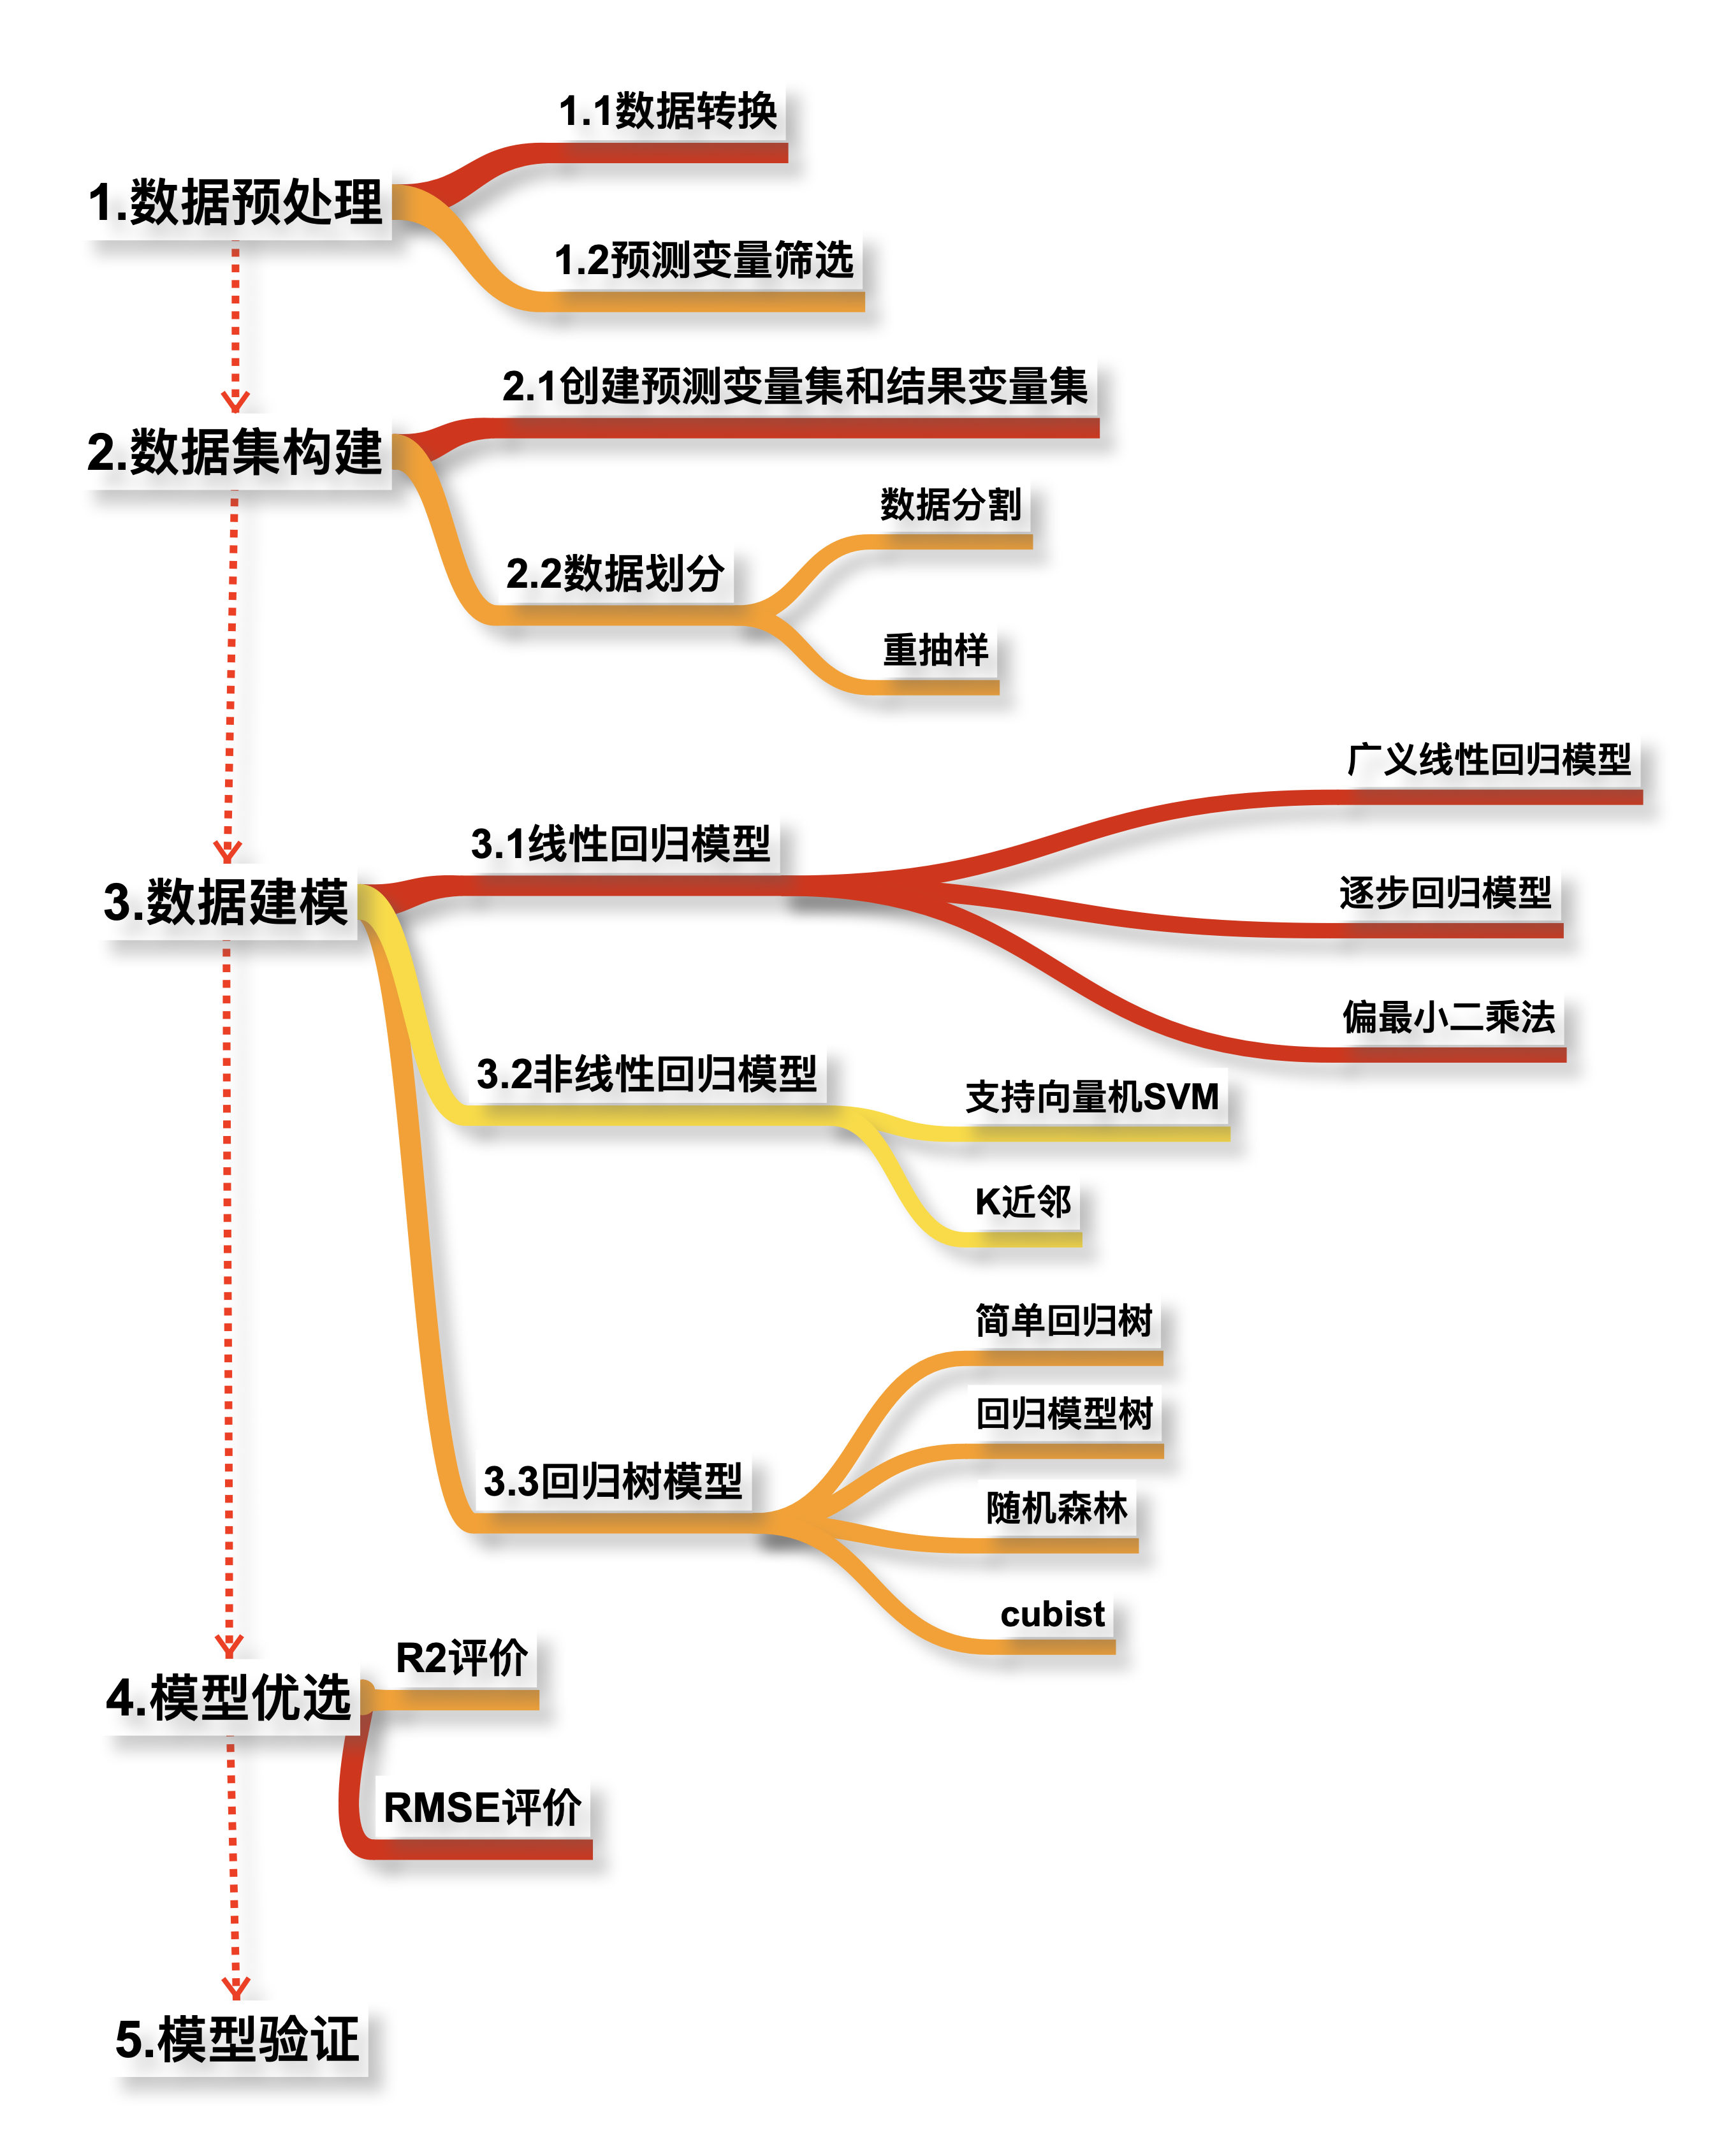 1.数据预处理
1.1数据转换
1.2预测变量筛选
2.数据集构建
2.1创建预测变量集和结果变量集
2.2数据划分
数据分割
重抽样
3.数据建模
3.1线性回归模型
广义线性回归模型
逐步回归模型
偏最小二乘法
3.2非线性回归模型
支持向量机SVM
K近邻
3.3回归树模型
简单回归树
回归模型树
随机森林
cubist
4.模型优选
R2评价
RMSE评价
5.模型验证